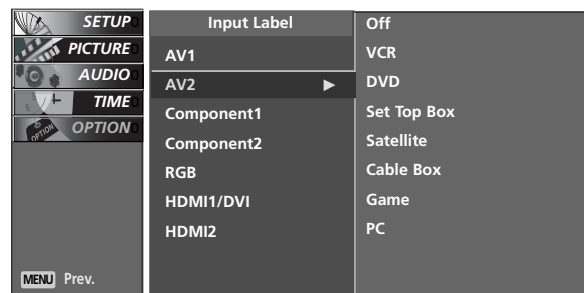 SETUP
PICTURE
AUDIO
TIME
OPTION
MENU Prev.
Input Label
AV1
AV2 ►
Component1
Component2
RGB
HDMI1/DVI
HDMI2
Off
VCR
DVD
Set Top Box
Satellite
Cable Box
Game
PC